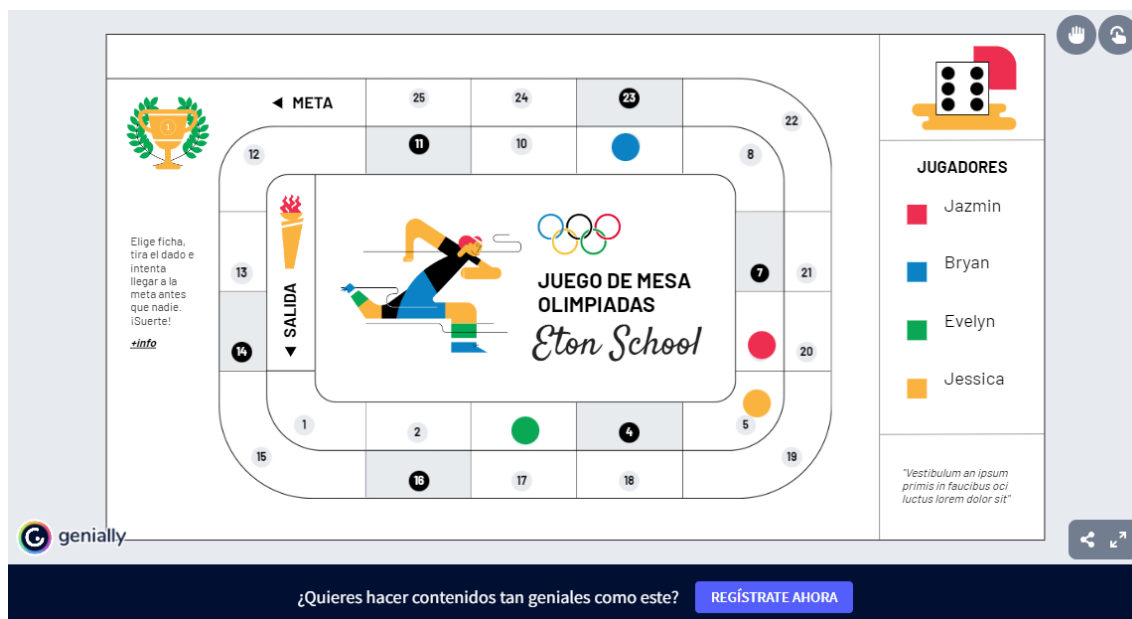 META
25
24
23
22
12
11
10
8
1
JUGADORES
Jazmin
Bryan
Evelyn
Jessica
Elige ficha,
tira el dado e
intenta
llegar a la
meta antes
que nadie.
¡Suerte!
+info
13
14
SALIDA
JUEGO DE MESA
OLIMPIADAS
Eton School
7
21
20
1
2
4
5
15
16
17
18
19
"Vestibulum an ipsum
primis in faucibus oci
luctus lorem dolor sit"
genially
¿Quieres hacer contenidos tan geniales como este?
REGÍSTRATE AHORA